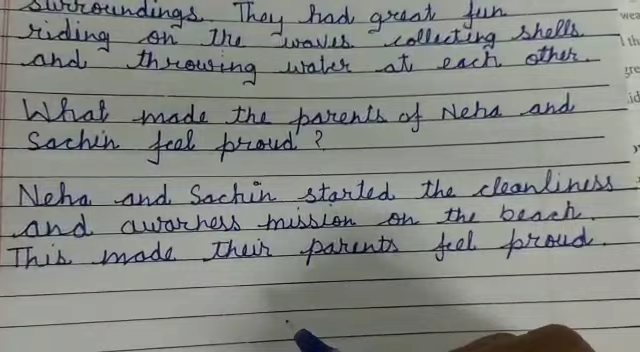 surroundings. They had great fun
riding on the waves collecting shells
and throwing water at each other.
What made the parents of Neha and
Sachin feel proud?
Neha and Sachin started the cleanliness
and awarness mission on the beach.
This made their parents feel proud.